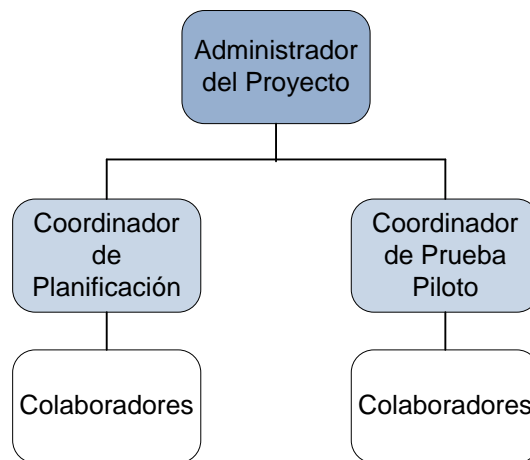 Administrador
del Proyecto
Coordinador
de
Planificación
Coordinador
de Prueba
Piloto
Colaboradores
Colaboradores